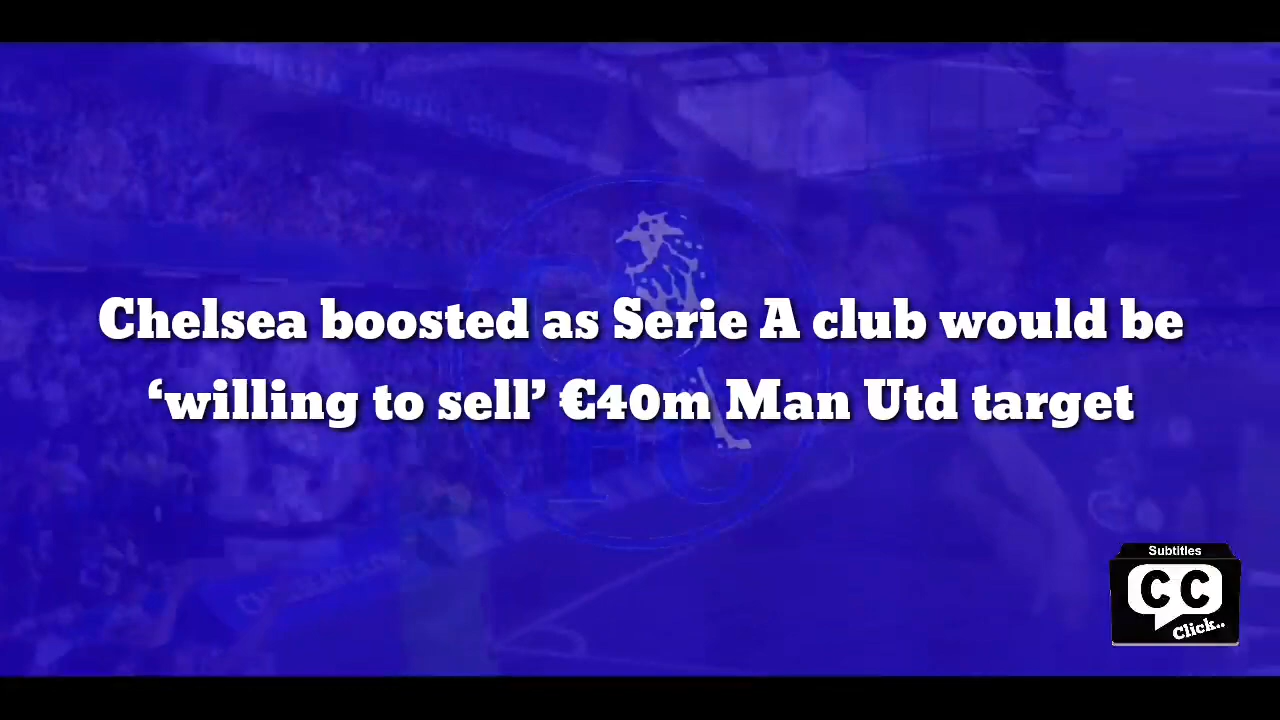 Chelsea boosted as Serie A club would be
‘willing to sell’ €40m Man Utd target
Subtitles
CC
Click..